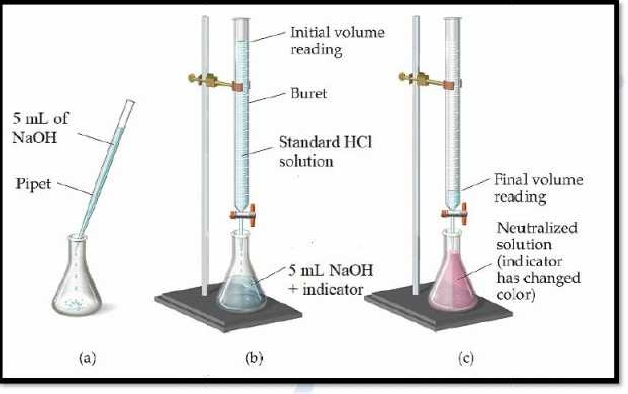 5 mL of
NaOH
Pipet
(a)
Initial volume
reading
Buret
Standard HCl
solution
5 mL NaOH
+ indicator
(b)
Final volume
reading
Neutralized
solution
(indicator
has changed
color)
(c)